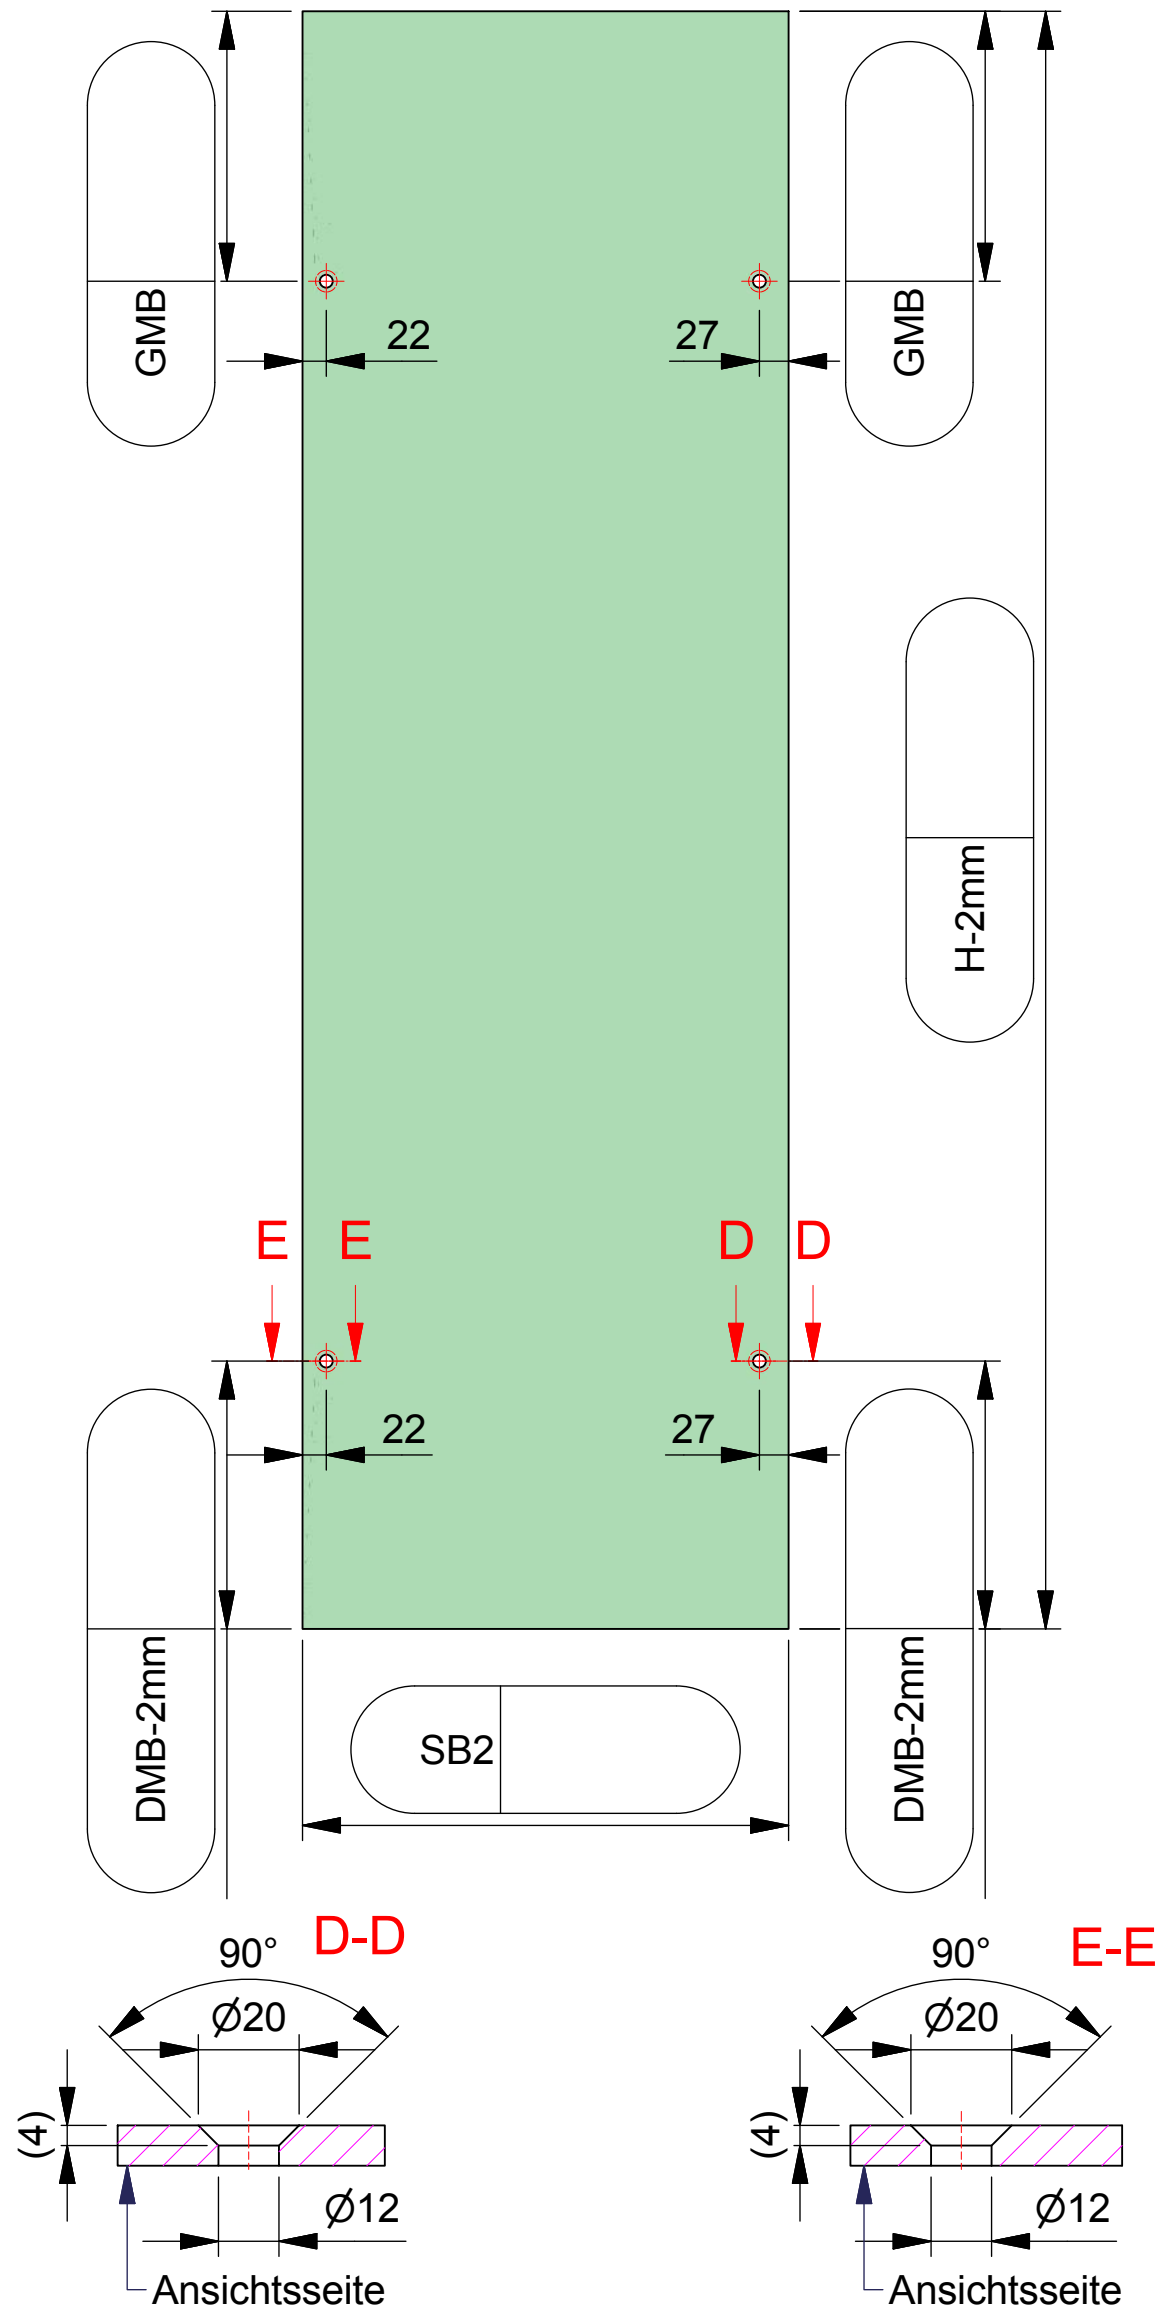 GMB
GMB
22
27
H-2mm
E E D D
22
27
DMB-2mm
DMB-2mm
SB2
D-D
90°
Ø20
(4)
Ø12
Ansichtsseite
E-E
90°
Ø20
(4)
Ø12
Ansichtsseite